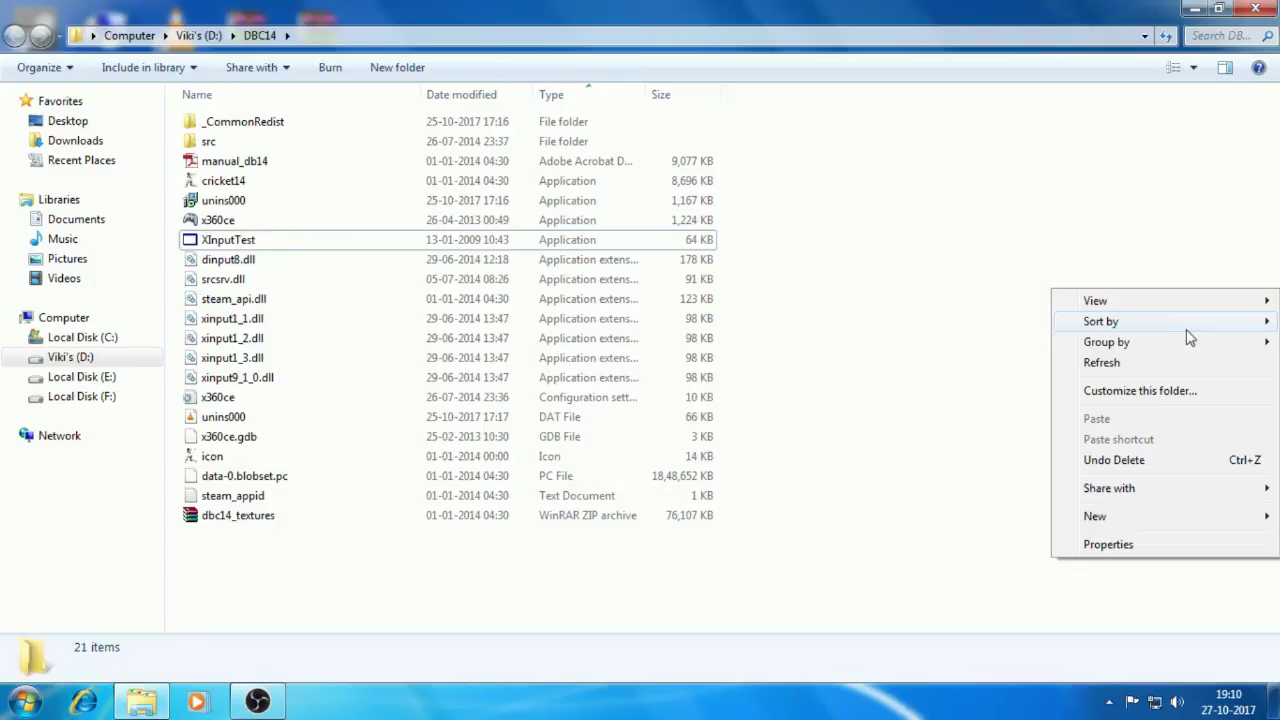 Computer Viki's (D:) DBC14
Search DB...
Organize Include in library Share with Burn New folder
Name Date modified Type Size
Favorites
Desktop
Downloads
Recent Places
Libraries
Documents
Music
Pictures
Videos
Computer
Local Disk (C:)
Viki's (D:)
Local Disk (E:)
Local Disk (F:)
Network
_CommonRedist 25-10-2017 17:16 File folder
src 26-07-2014 23:37 File folder
manual_db14 01-01-2014 04:30 Adobe Acrobat D... 9,077 KB
cricket14 01-01-2014 04:30 Application 8,696 KB
unins000 25-10-2017 17:16 Application 1,167 KB
x360ce 26-04-2013 00:49 Application 1,224 KB
XInputTest 13-01-2009 10:43 Application 64 KB
dinput8.dll 29-06-2014 12:18 Application extens... 178 KB
srcsrv.dll 05-07-2014 08:26 Application extens... 91 KB
steam_api.dll 01-01-2014 04:30 Application extens... 123 KB
xinput1_1.dll 29-06-2014 13:47 Application extens... 98 KB
xinput1_2.dll 29-06-2014 13:47 Application extens... 98 KB
xinput1_3.dll 29-06-2014 13:47 Application extens... 98 KB
xinput9_1_0.dll 29-06-2014 13:47 Application extens... 98 KB
x360ce 26-07-2014 23:36 Configuration sett... 10 KB
unins000 25-10-2017 17:17 DAT File 66 KB
x360ce.gdb 25-02-2013 10:30 GDB File 3 KB
icon 01-01-2014 00:00 Icon 14 KB
data-0.blobset.pc 01-01-2014 04:30 PC File 18,48,652 KB
steam_appid 01-01-2014 04:30 Text Document 1 KB
dbc14_textures 01-01-2014 04:30 WinRAR ZIP archive 76,107 KB
View
Sort by
Group by
Refresh
Customize this folder...
Paste
Paste shortcut
Undo Delete Ctrl+Z
Share with
New
Properties
21 items
19:10
27-10-2017